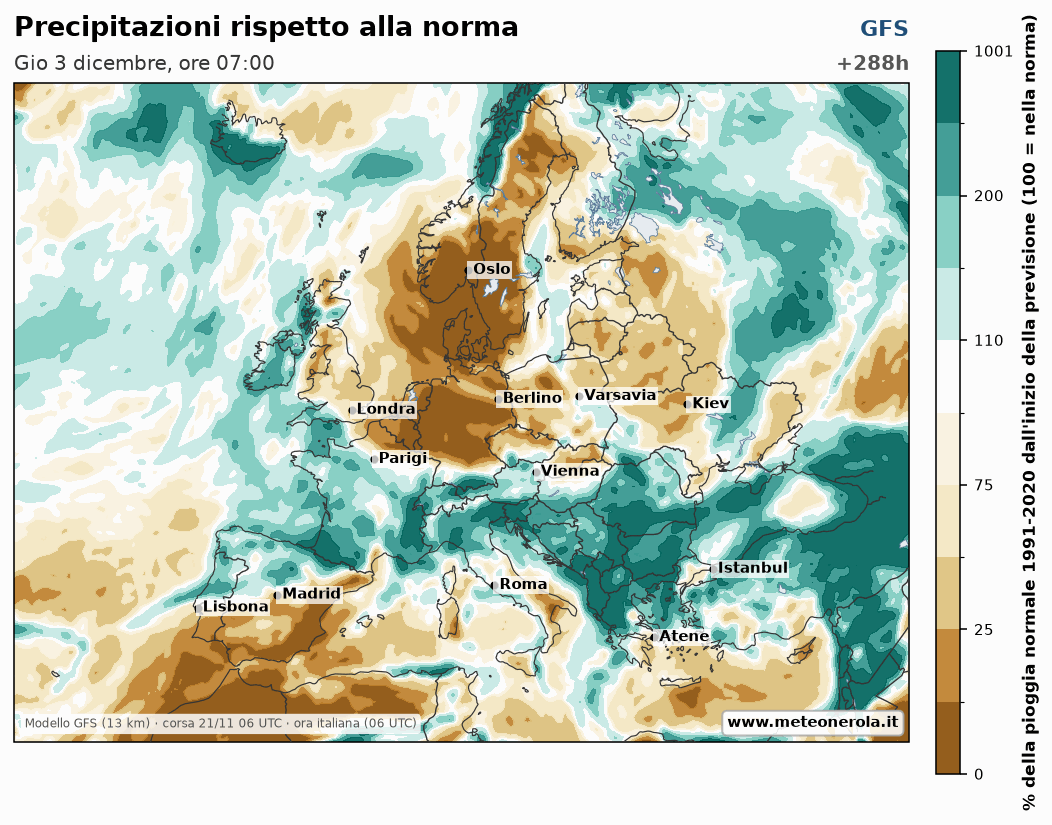 Precipitazioni rispetto alla norma
GFS
Gio 3 dicembre, ore 07:00
+288h
1001
200
110
75
25
0
% della pioggia normale 1991-2020 dall'inizio della previsione (100 = nella norma)
Oslo
Londra
Berlino
Varsavia
Kiev
Parigi
Vienna
Istanbul
Madrid
Roma
Lisbona
Atene
Modello GFS (13 km) · corsa 21/11 06 UTC · ora italiana (06 UTC)
www.meteonerola.it